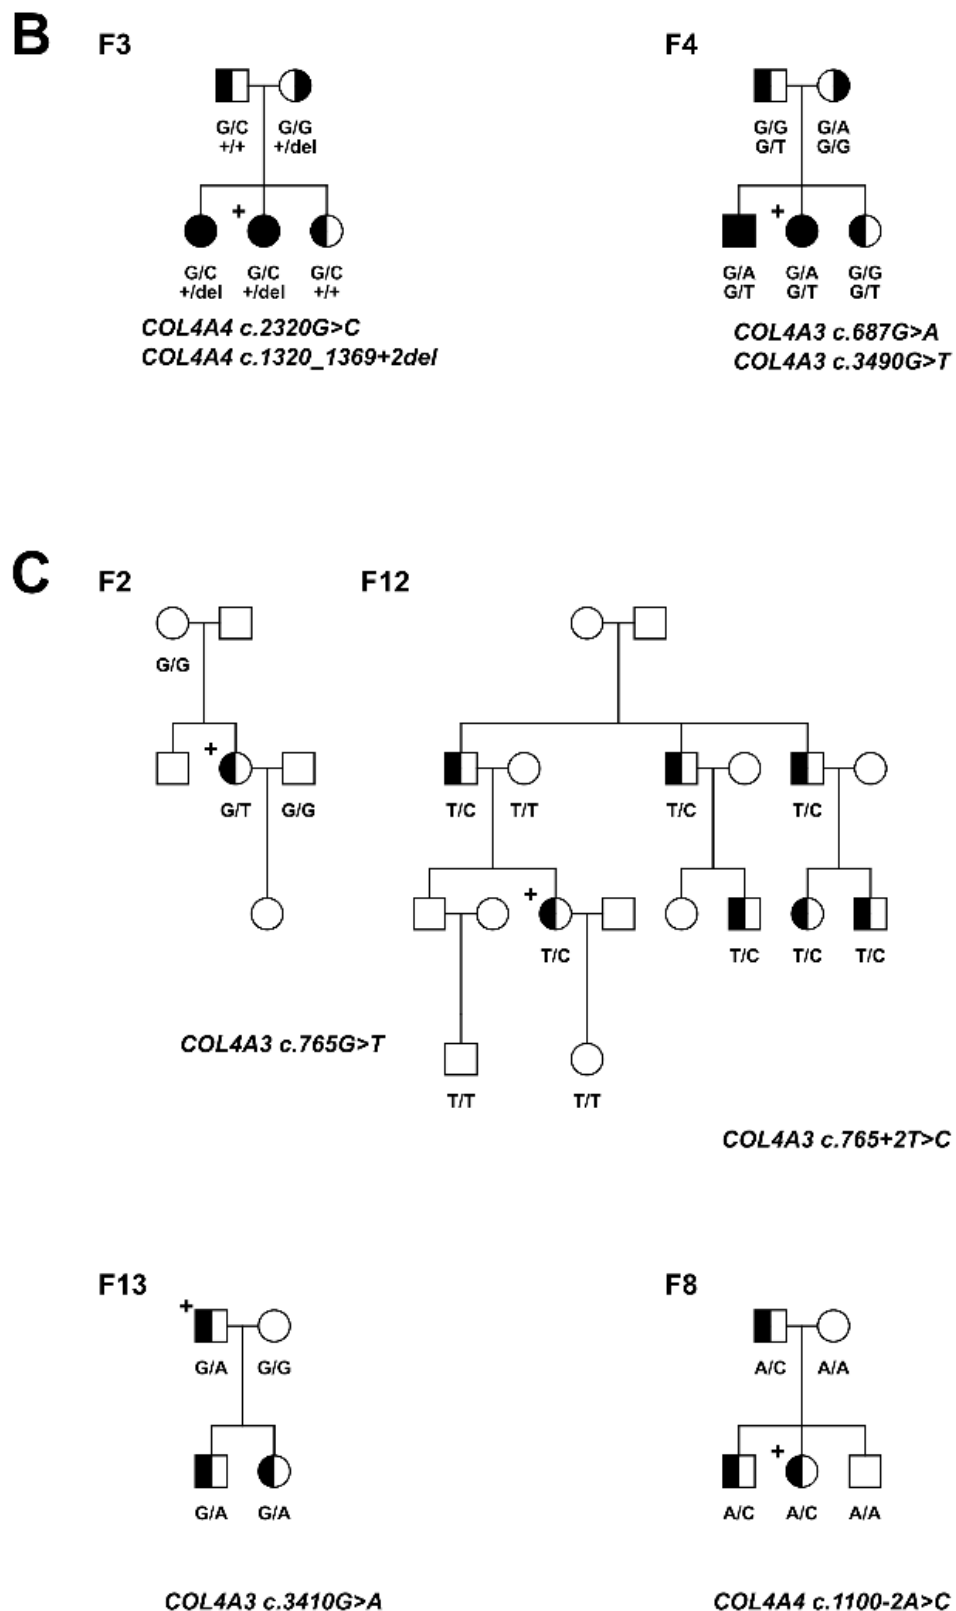 B
F3
F4
G/C G/G
+/+ +/del
G/G G/A
G/T G/G
+
+
G/C G/C G/C
+/del +/del +/+
G/A G/A G/G
G/T G/T G/T
COL4A4 c.2320G>C
COL4A4 c.1320_1369+2del
COL4A3 c.687G>A
COL4A3 c.3490G>T
C
F2
F12
G/G
+
G/T G/G
T/C T/T T/C T/C
+
T/C T/C T/C T/C
COL4A3 c.765G>T
T/T T/T
COL4A3 c.765+2T>C
F13
F8
+
G/A G/G
A/C A/A
+
G/A G/A
A/C A/C A/A
COL4A3 c.3410G>A
COL4A4 c.1100-2A>C